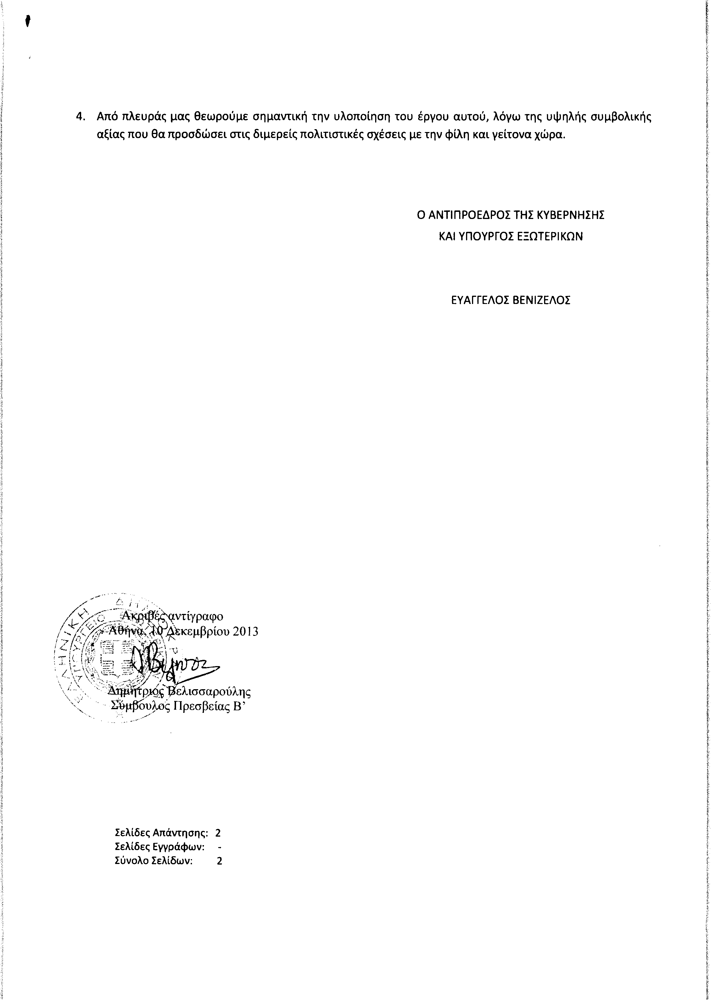 4. Από πλευράς μας θεωρούμε σημαντική την υλοποίηση του έργου αυτού, λόγω της υψηλής συμβολικής
αξίας που θα προσδώσει στις διμερείς πολιτιστικές σχέσεις με την φίλη και γείτονα χώρα.
Ο ΑΝΤΙΠΡΟΕΔΡΟΣ ΤΗΣ ΚΥΒΕΡΝΗΣΗΣ
ΚΑΙ ΥΠΟΥΡΓΟΣ ΕΞΩΤΕΡΙΚΩΝ
ΕΥΑΓΓΕΛΟΣ ΒΕΝΙΖΕΛΟΣ
ΕΛΛΗΝΙΚΗ
ΥΠΟΥΡΓΕΙΟ
Ακριβές αντίγραφο
Αθήνα, 10 Δεκεμβρίου 2013
Δημήτριος Βελισσαρούλης
Σύμβουλος Πρεσβείας Β’
Σελίδες Απάντησης: 2
Σελίδες Εγγράφων: -
Σύνολο Σελίδων: 2